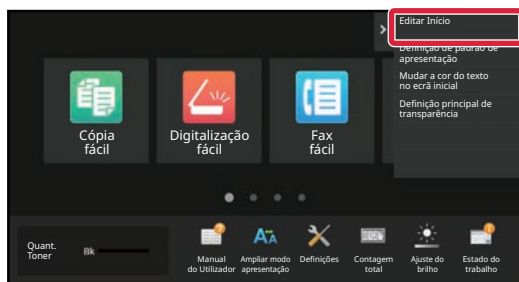 Editar Início
Definição de padrão de
apresentação
Mudar a cor do texto
no ecrã inicial
Definição principal de
transparência
Cópia
fácil
Digitalização
fácil
Fax
fácil
Quant.
Toner
Bk
Manual
do Utilizador
Ampliar modo
apresentação
Definições
Contagem
total
Ajuste do
brilho
Estado do
trabalho